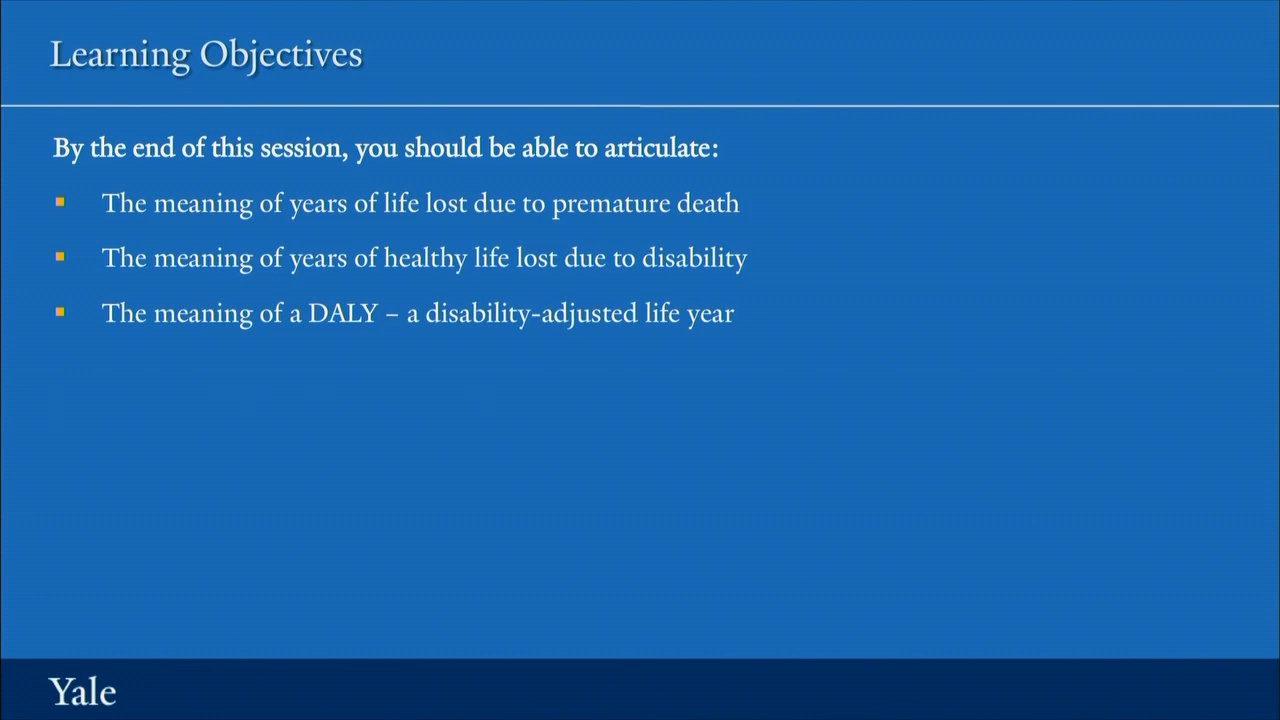 Learning Objectives
By the end of this session, you should be able to articulate:
The meaning of years of life lost due to premature death
The meaning of years of healthy life lost due to disability
The meaning of a DALY – a disability-adjusted life year
Yale